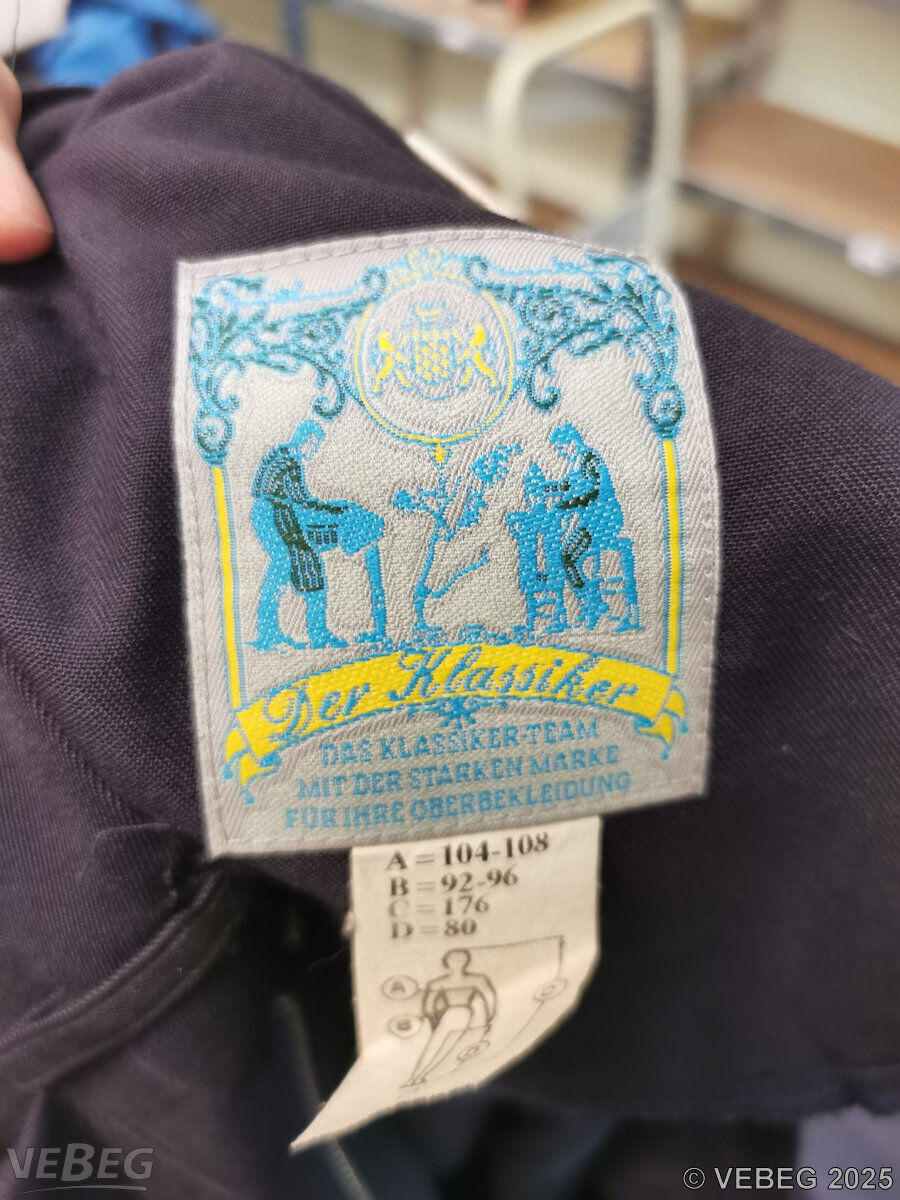 Der Klassiker
DAS KLASSIKER-TEAM
MIT DER STARKEN MARKE
FÜR IHRE OBERBEKLEIDUNG
A = 104-108
B = 92-96
C = 176
D = 80
A
B
C
D
VEBEG
© VEBEG 2025